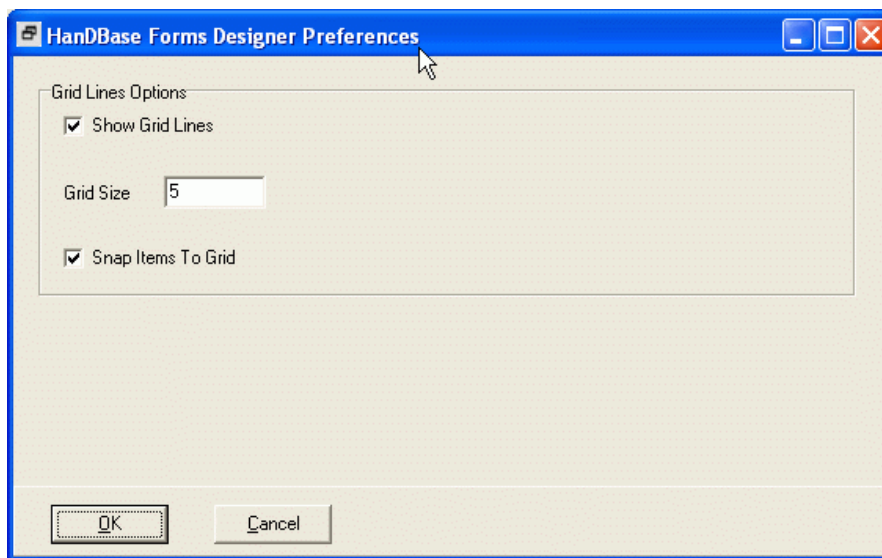 HanDBase Forms Designer Preferences
Grid Lines Options
Show Grid Lines
Grid Size 5
Snap Items To Grid
OK Cancel